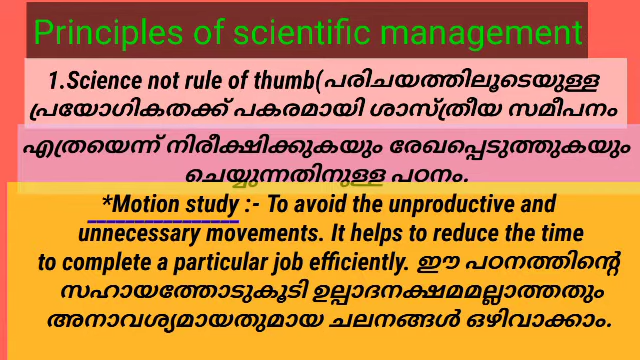 Principles of scientific management
1.Science not rule of thumb(പരിചയത്തിലൂടെയുള്ള
പ്രയോഗികതക്ക് പകരമായി ശാസ്ത്രീയ സമീപനം
എത്രയെന്ന് നിരീക്ഷിക്കുകയും രേഖപ്പെടുത്തുകയും
ചെയ്യുന്നതിനുള്ള പഠനം.
*Motion study :- To avoid the unproductive and
unnecessary movements. It helps to reduce the time
to complete a particular job efficiently. ഈ പഠനത്തിന്റെ
സഹായത്തോടുകൂടി ഉല്പാദനക്ഷമമല്ലാത്തതും
അനാവശ്യമായതുമായ ചലനങ്ങൾ ഒഴിവാക്കാം.